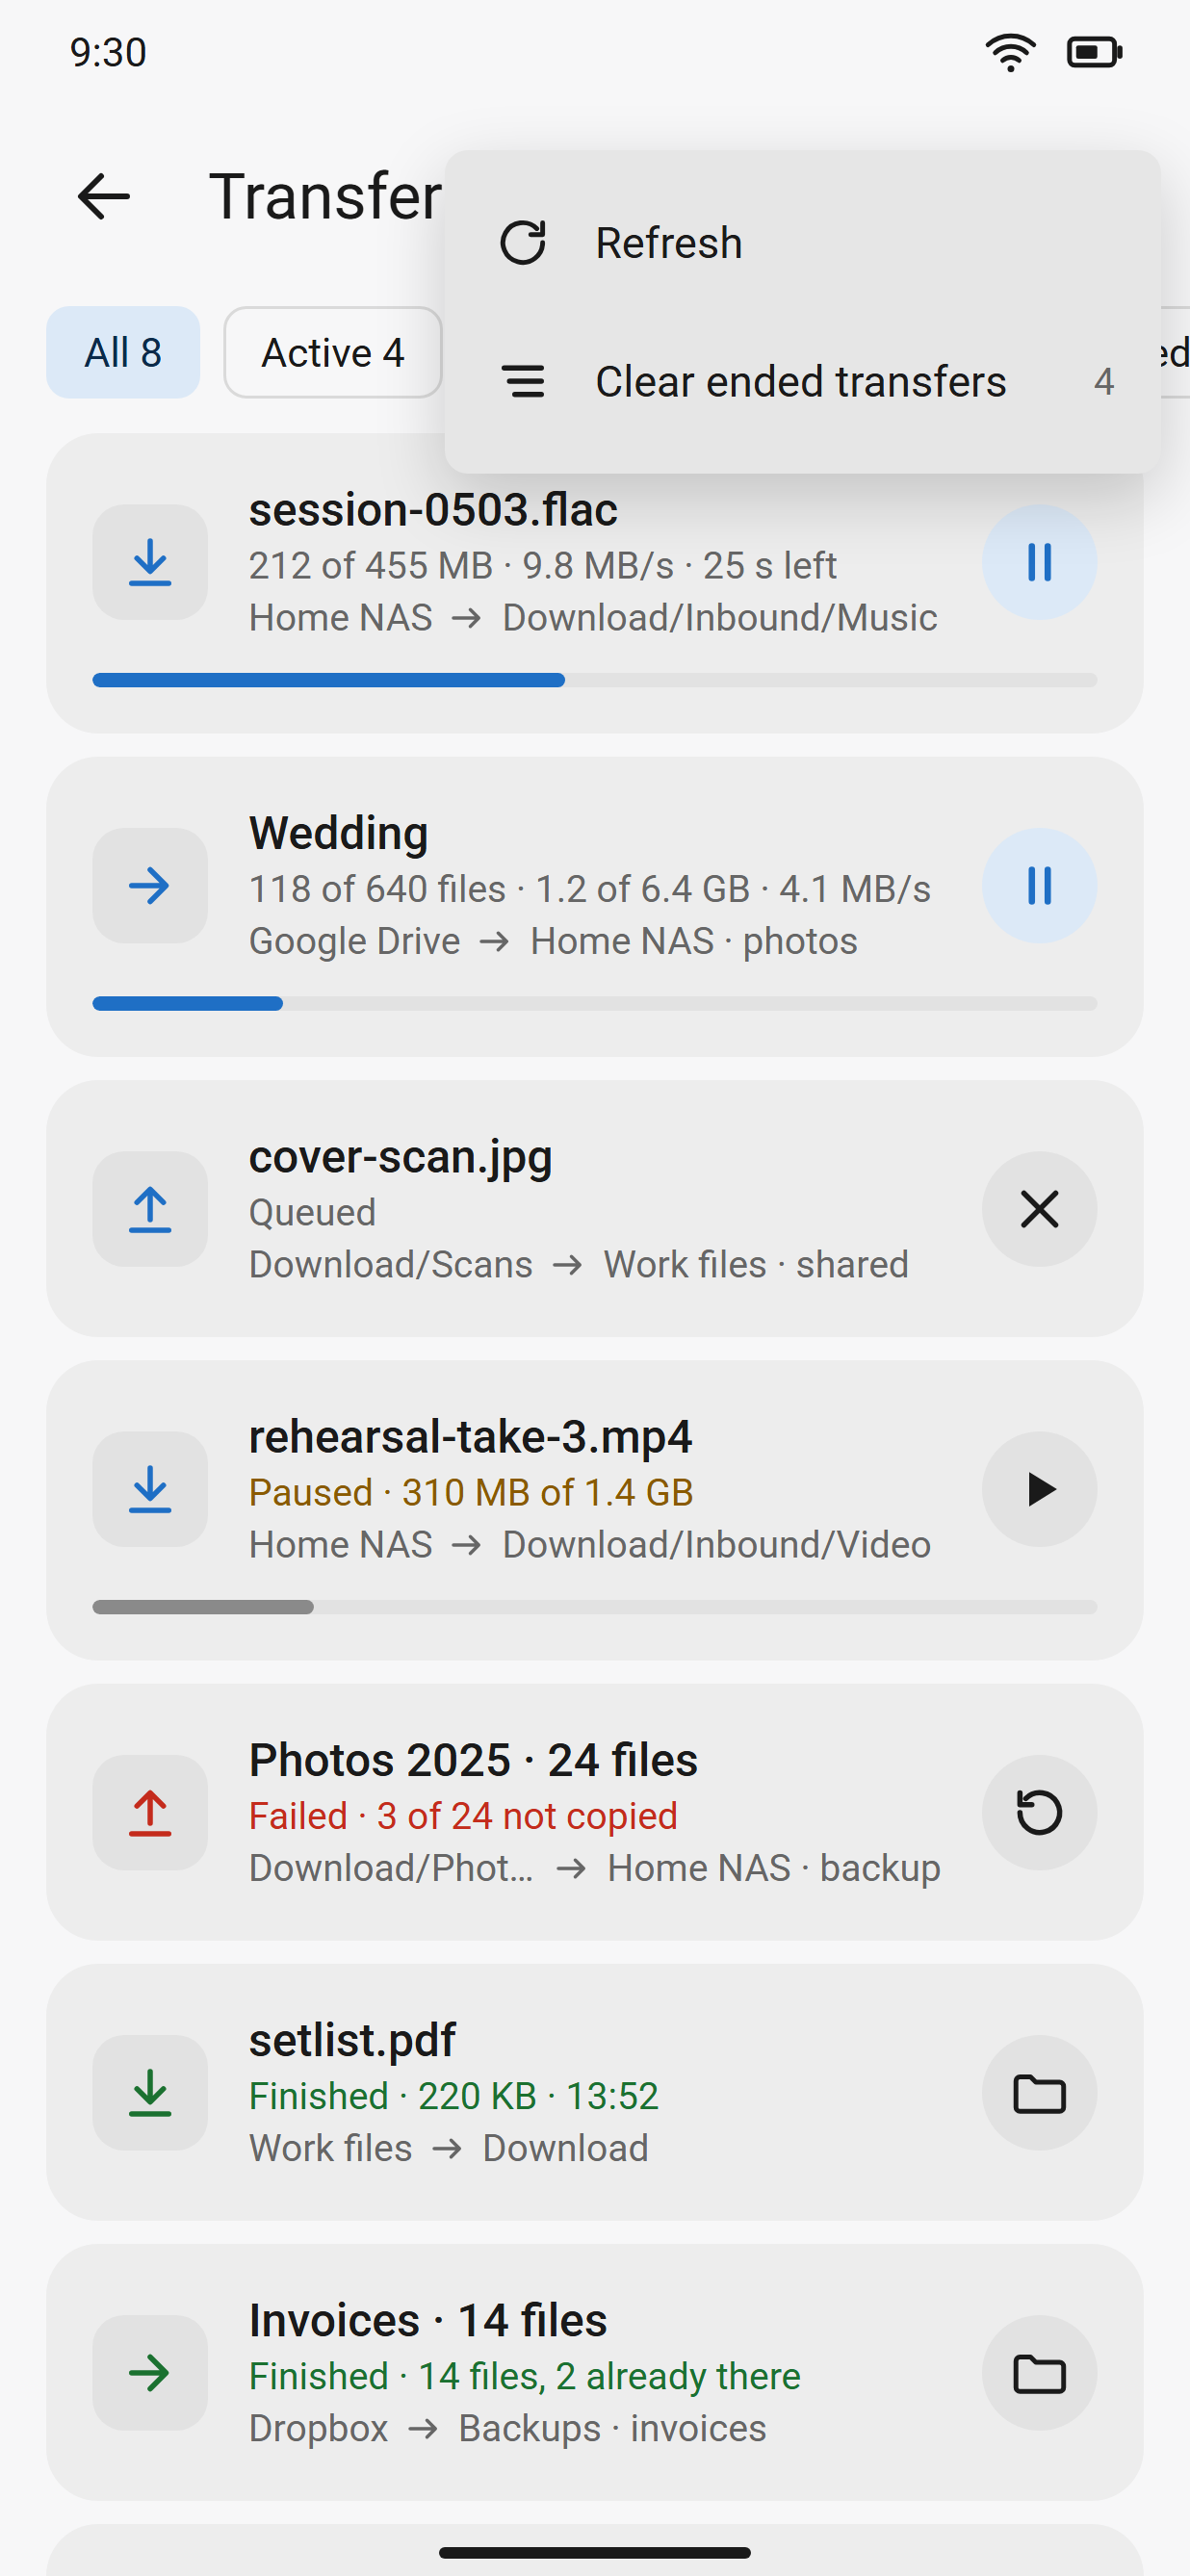 9:30
Transfer
Refresh
Clear ended transfers 4
All 8
Active 4
session-0503.flac
212 of 455 MB · 9.8 MB/s · 25 s left
Home NAS → Download/Inbound/Music
Wedding
118 of 640 files · 1.2 of 6.4 GB · 4.1 MB/s
Google Drive → Home NAS · photos
cover-scan.jpg
Queued
Download/Scans → Work files · shared
rehearsal-take-3.mp4
Paused · 310 MB of 1.4 GB
Home NAS → Download/Inbound/Video
Photos 2025 · 24 files
Failed · 3 of 24 not copied
Download/Phot… → Home NAS · backup
setlist.pdf
Finished · 220 KB · 13:52
Work files → Download
Invoices · 14 files
Finished · 14 files, 2 already there
Dropbox → Backups · invoices